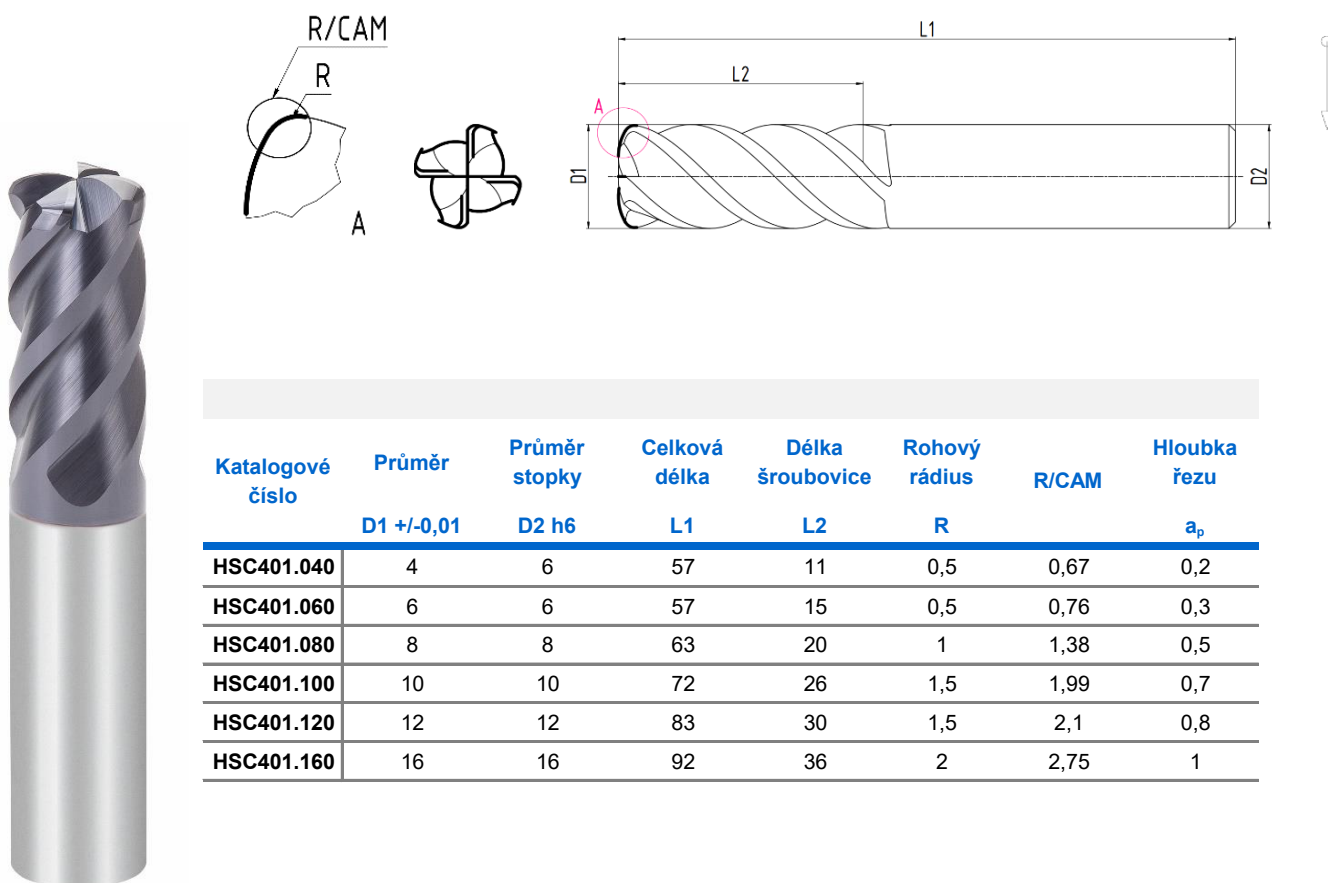 R/CAM
R
A
L1
L2
A
D1
D2
Katalogové číslo
Průměr
Průměr stopky
Celková délka
Délka šroubovice
Rohový rádius
R/CAM
Hloubka řezu
D1 +/-0,01
D2 h6
L1
L2
R
aₚ
HSC401.040 4 6 57 11 0,5 0,67 0,2
HSC401.060 6 6 57 15 0,5 0,76 0,3
HSC401.080 8 8 63 20 1 1,38 0,5
HSC401.100 10 10 72 26 1,5 1,99 0,7
HSC401.120 12 12 83 30 1,5 2,1 0,8
HSC401.160 16 16 92 36 2 2,75 1